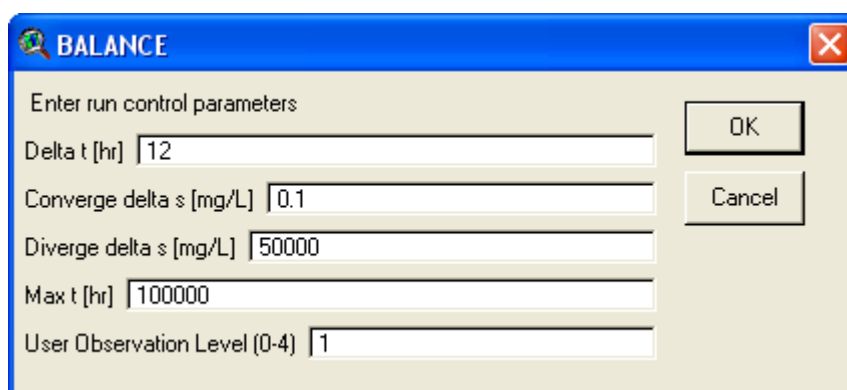 BALANCE
Enter run control parameters
OK
Delta t [hr] 12
Converge delta s [mg/L] 0.1
Cancel
Diverge delta s [mg/L] 50000
Max t [hr] 100000
User Observation Level (0-4) 1